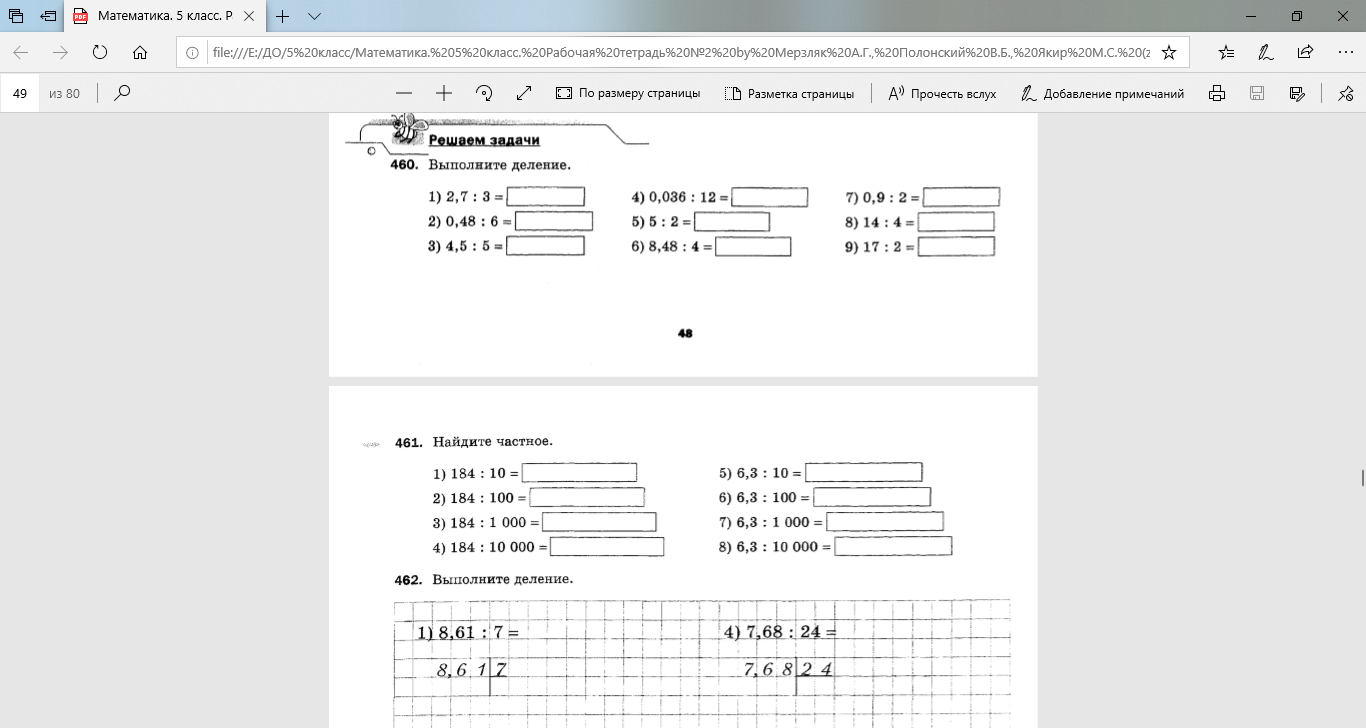 Математика. 5 класс. Р
file:///E:/ДО/5%20класс/Математика.%205%20класс.%20Рабочая%20тетрадь%20№2%20by%20Мерзляк%20А.Г.,%20Полонский%20В.Б.,%20Якир%20М.С.%20(z
49 из 80 По размеру страницы Разметка страницы Прочесть вслух Добавление примечаний
Решаем задачи
460. Выполните деление.
1) 2,7 : 3 = 4) 0,036 : 12 = 7) 0,9 : 2 =
2) 0,48 : 6 = 5) 5 : 2 = 8) 14 : 4 =
3) 4,5 : 5 = 6) 8,48 : 4 = 9) 17 : 2 =
48
461. Найдите частное.
1) 184 : 10 = 5) 6,3 : 10 =
2) 184 : 100 = 6) 6,3 : 100 =
3) 184 : 1 000 = 7) 6,3 : 1 000 =
4) 184 : 10 000 = 8) 6,3 : 10 000 =
462. Выполните деление.
1) 8,61 : 7 = 4) 7,68 : 24 =
8,6 1 7 7,6 8 2 4